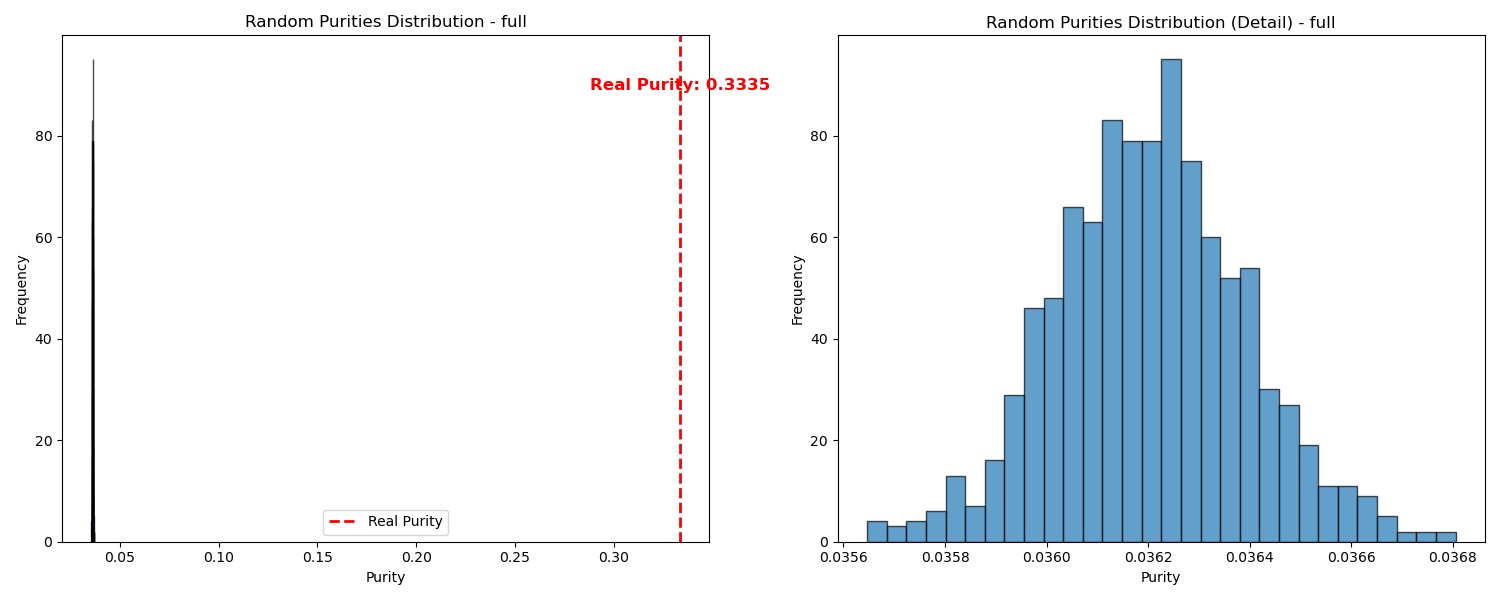 Random Purities Distribution - full
Frequency
80
60
40
20
0
Real Purity: 0.3335
Real Purity
0.05 0.10 0.15 0.20 0.25 0.30
Purity
Random Purities Distribution (Detail) - full
Frequency
80
60
40
20
0
0.0356 0.0358 0.0360 0.0362 0.0364 0.0366 0.0368
Purity